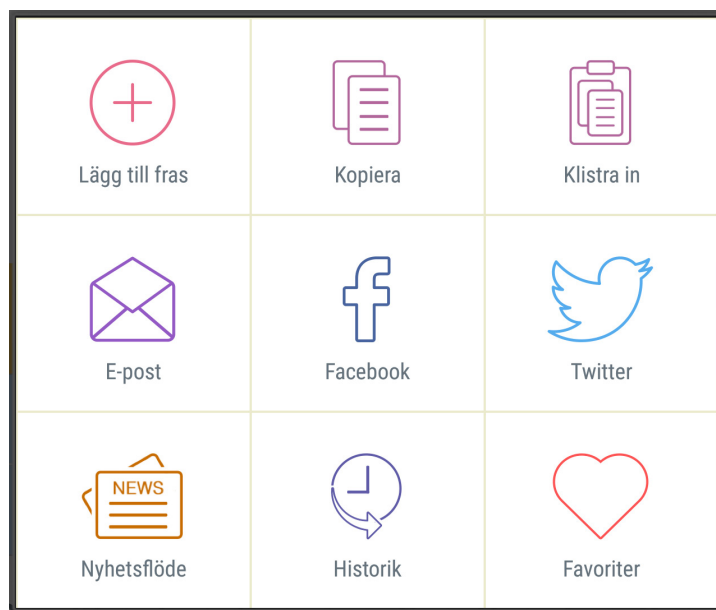 Lägg till fras
Kopiera
Klistra in
E-post
Facebook
Twitter
NEWS
Nyhetsflöde
Historik
Favoriter